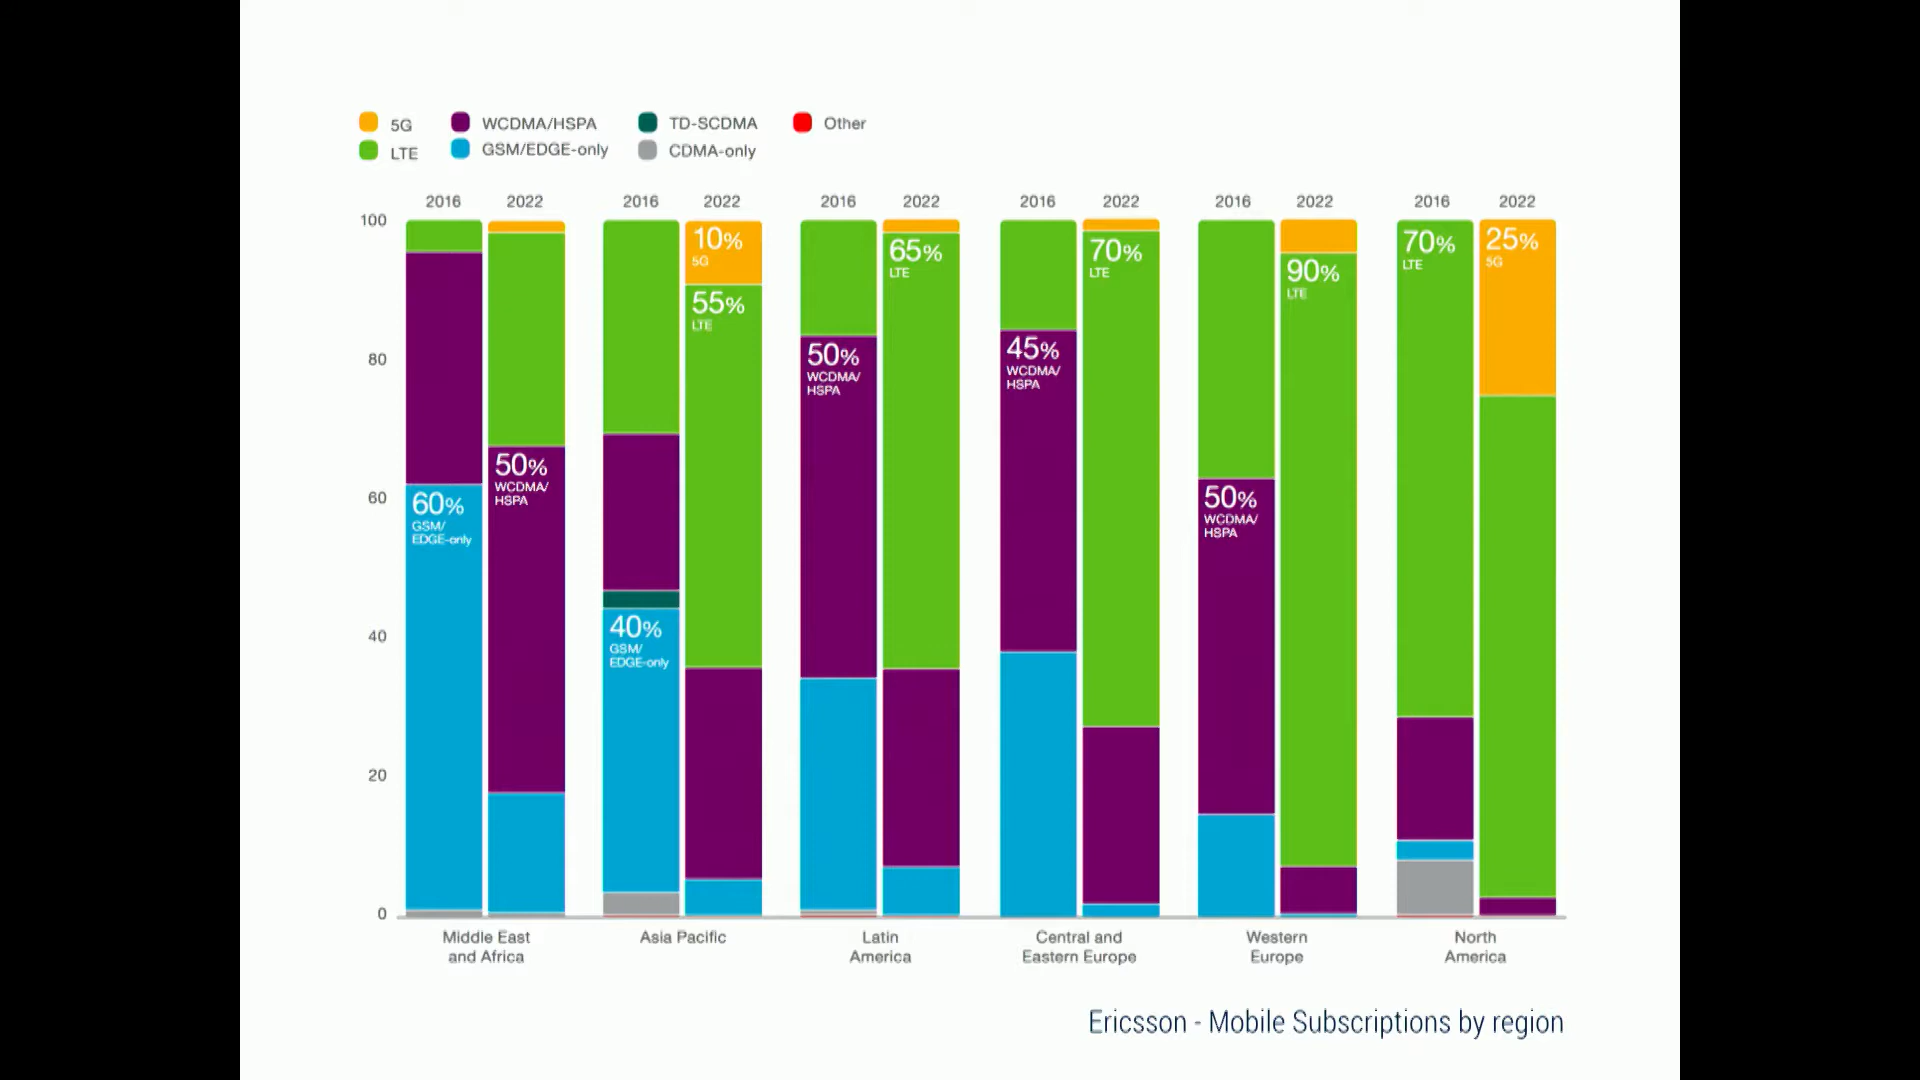 5G
WCDMA/HSPA
TD-SCDMA
Other
LTE
GSM/EDGE-only
CDMA-only
2016
2022
2016
2022
2016
2022
2016
2022
2016
2022
2016
2022
100
80
60
40
20
0
60%
GSM/
EDGE-only
50%
WCDMA/
HSPA
40%
GSM/
EDGE-only
10%
5G
55%
LTE
50%
WCDMA/
HSPA
65%
LTE
45%
WCDMA/
HSPA
70%
LTE
50%
WCDMA/
HSPA
90%
LTE
70%
LTE
25%
5G
Middle East
and Africa
Asia Pacific
Latin
America
Central and
Eastern Europe
Western
Europe
North
America
Ericsson - Mobile Subscriptions by region